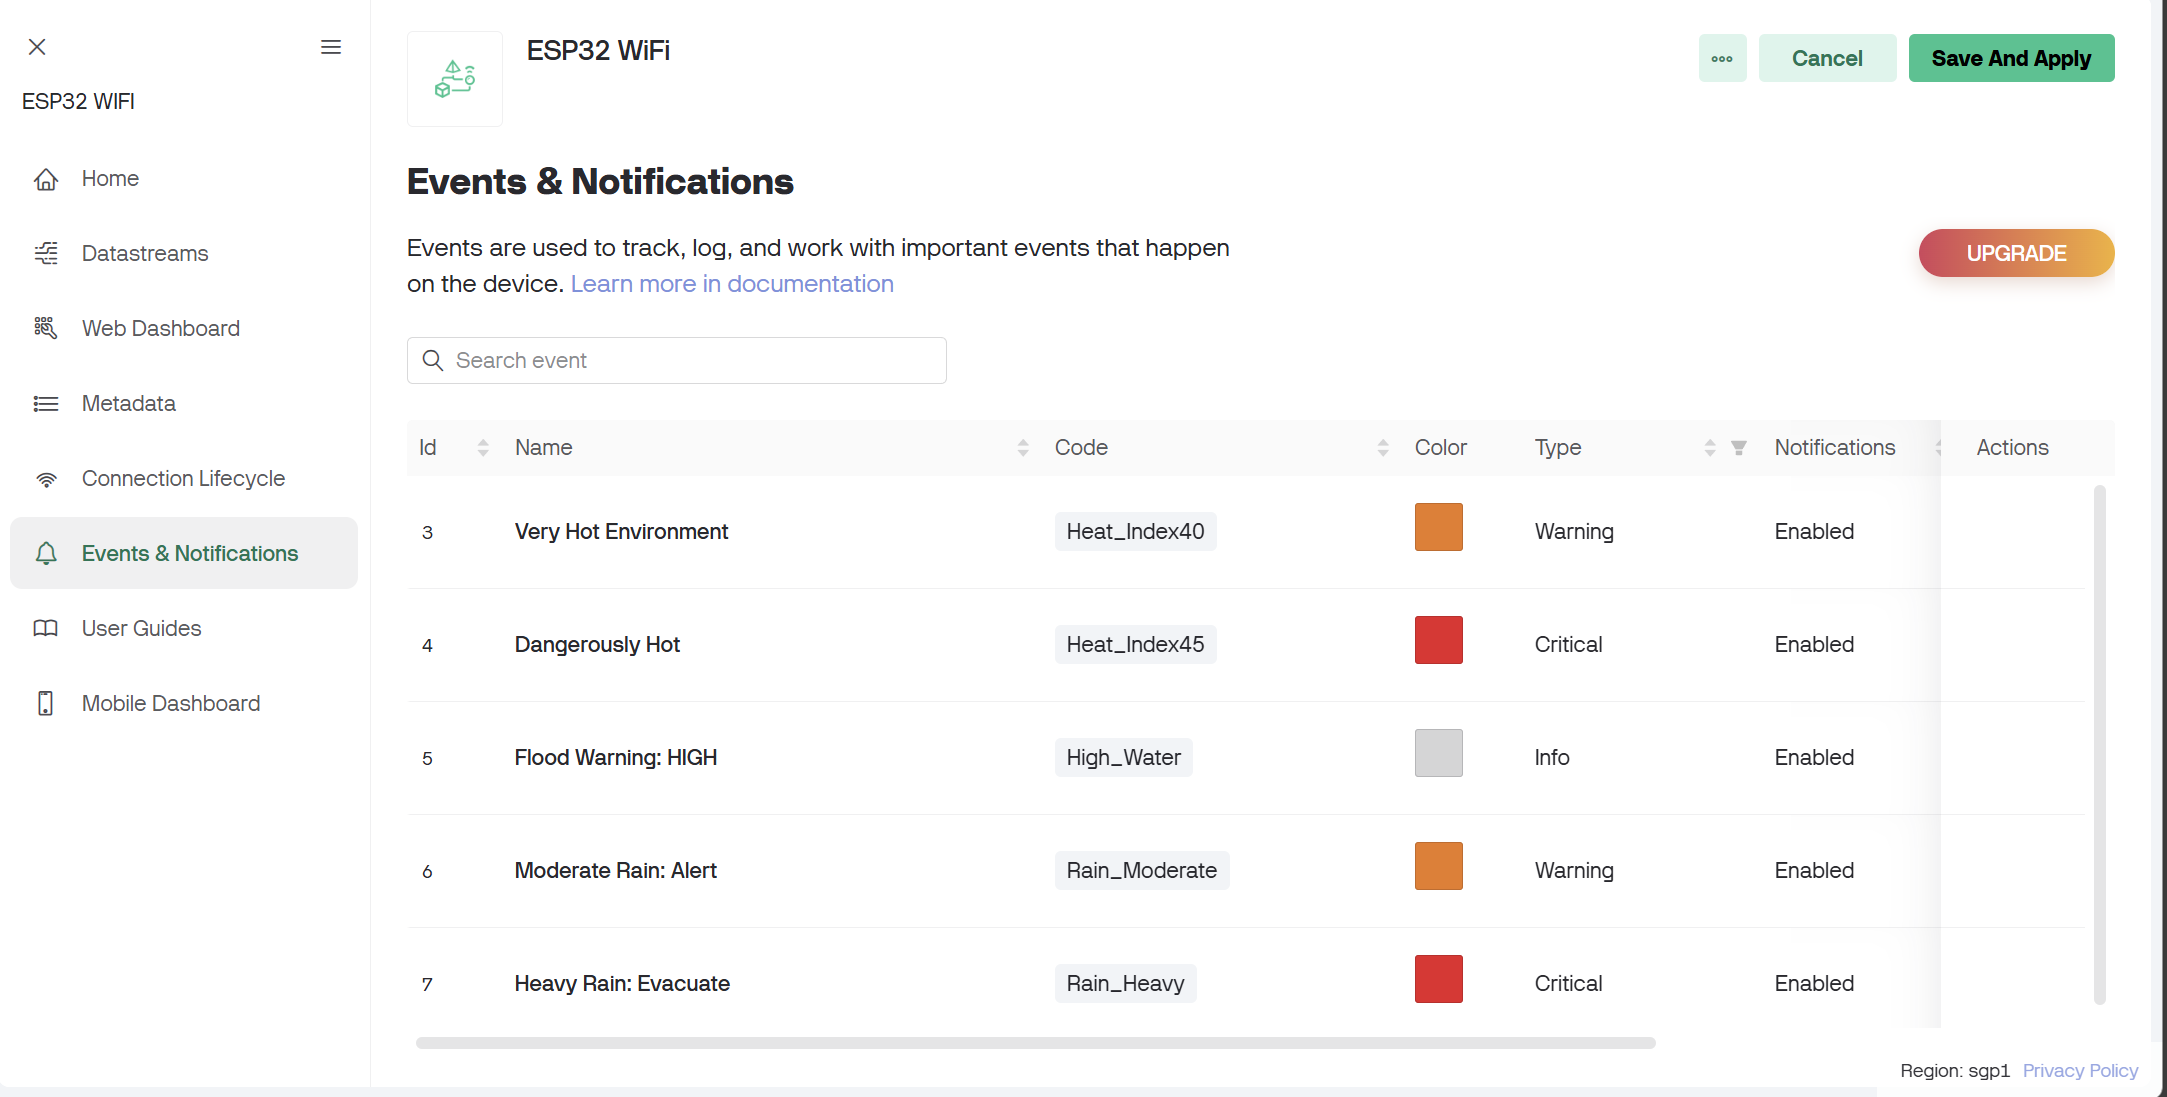 ESP32 WIFI
Home
Datastreams
Web Dashboard
Metadata
Connection Lifecycle
Events & Notifications
User Guides
Mobile Dashboard
ESP32 WiFi
Cancel
Save And Apply
Events & Notifications
Events are used to track, log, and work with important events that happen
on the device. Learn more in documentation
UPGRADE
Search event
Id Name Code Color Type Notifications Actions
3 Very Hot Environment Heat_Index40 Warning Enabled
4 Dangerously Hot Heat_Index45 Critical Enabled
5 Flood Warning: HIGH High_Water Info Enabled
6 Moderate Rain: Alert Rain_Moderate Warning Enabled
7 Heavy Rain: Evacuate Rain_Heavy Critical Enabled
Region: sgp1 Privacy Policy